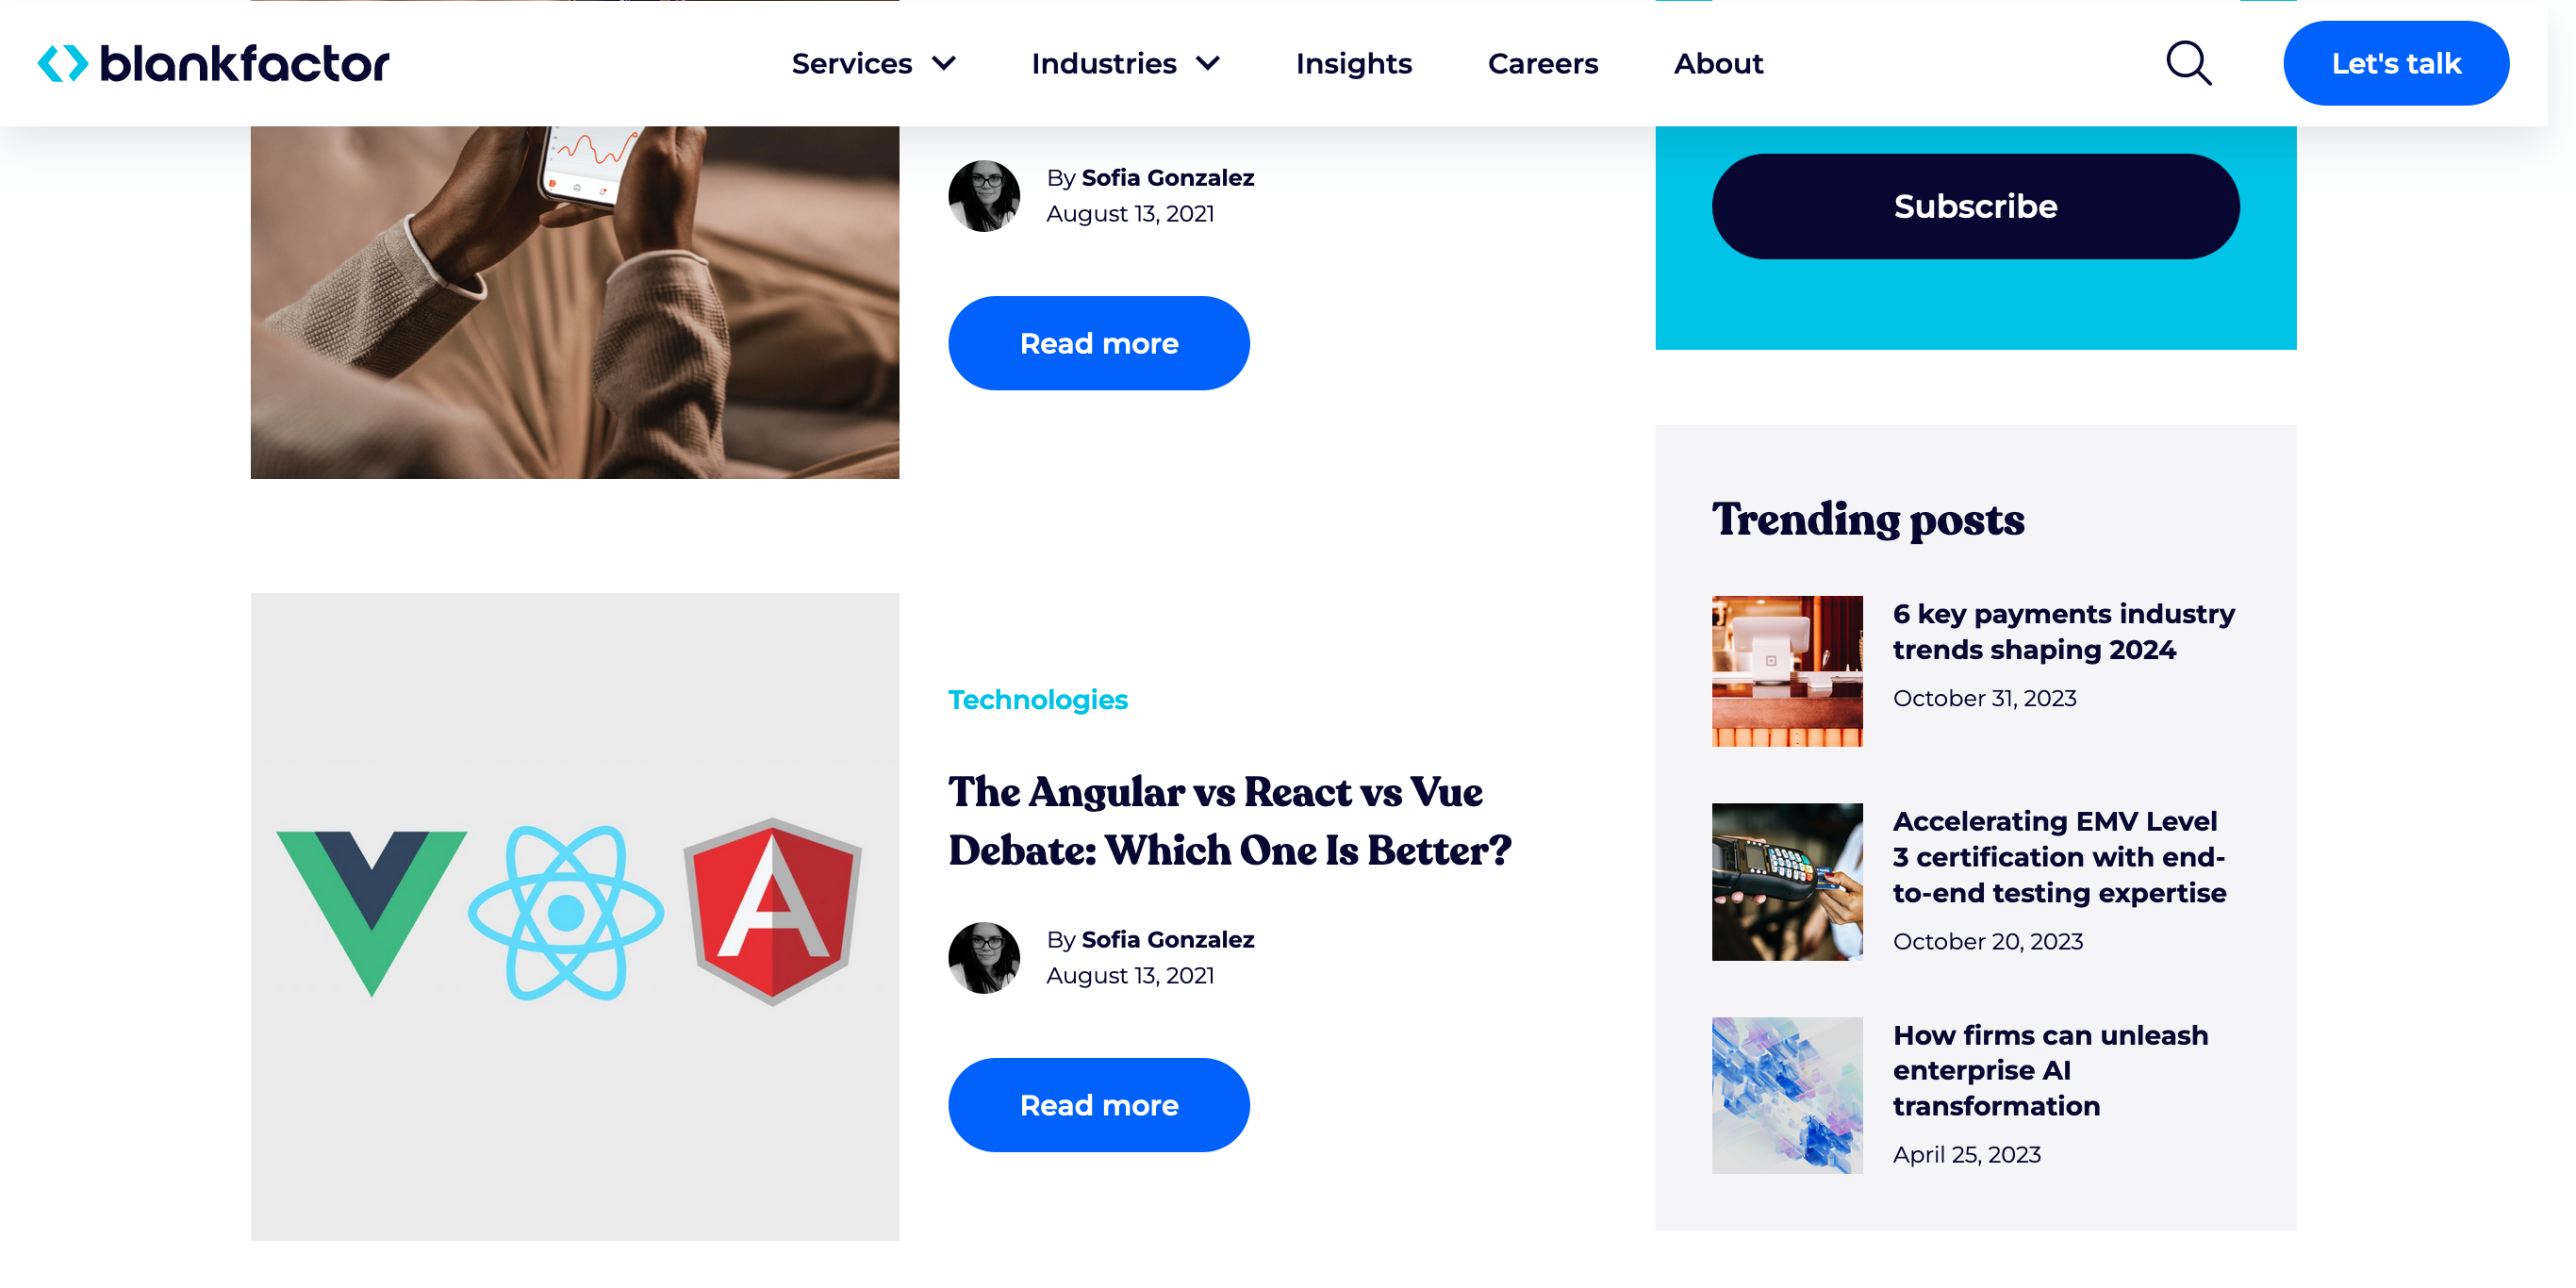 blankfactor
Services
Industries
Insights
Careers
About
Let's talk
By Sofia Gonzalez
August 13, 2021
Read more
Technologies
The Angular vs React vs Vue
Debate: Which One Is Better?
By Sofia Gonzalez
August 13, 2021
Read more
Subscribe
Trending posts
6 key payments industry
trends shaping 2024
October 31, 2023
Accelerating EMV Level
3 certification with end-
to-end testing expertise
October 20, 2023
How firms can unleash
enterprise AI
transformation
April 25, 2023